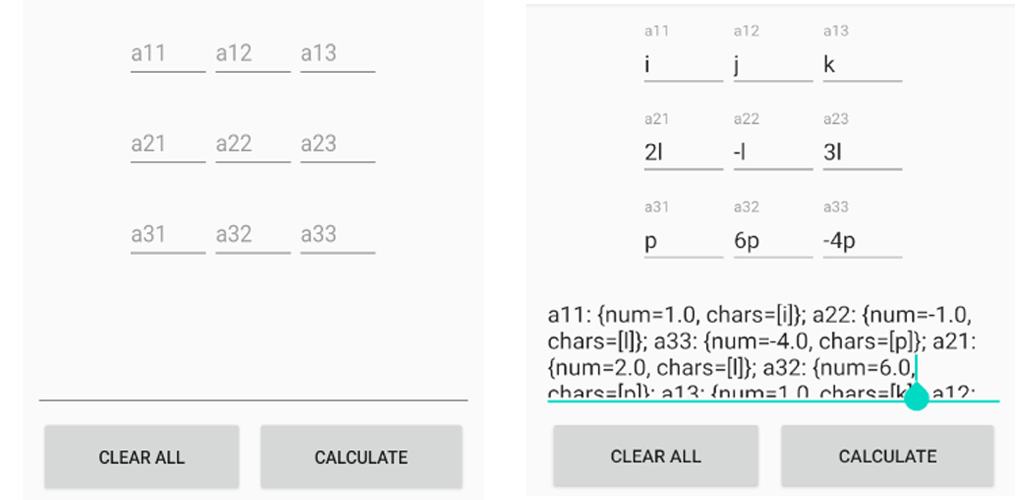 a11 a12 a13
a21 a22 a23
a31 a32 a33
CLEAR ALL CALCULATE
a11 a12 a13
i j k
a21 a22 a23
2l -l 3l
a31 a32 a33
p 6p -4p
a11: {num=1.0, chars=[i]}; a22: {num=-1.0,
chars=[l]}; a33: {num=-4.0, chars=[p]}; a21:
{num=2.0, chars=[l]}; a32: {num=6.0,
chars=[p]}; a13: {num=1.0, chars=[k a12:
CLEAR ALL CALCULATE